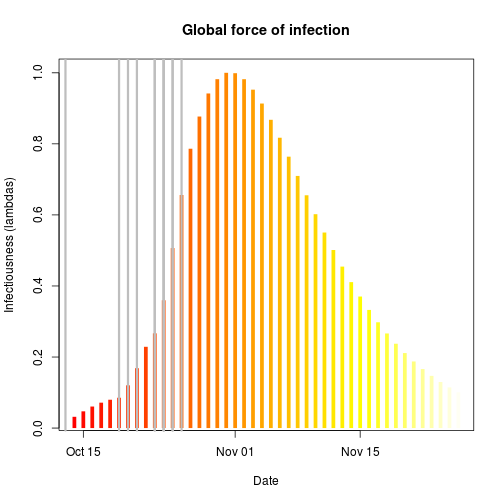 Global force of infection
Infectiousness (lambdas)
1.0
0.8
0.6
0.4
0.2
0.0
Oct 15
Nov 01
Nov 15
Date